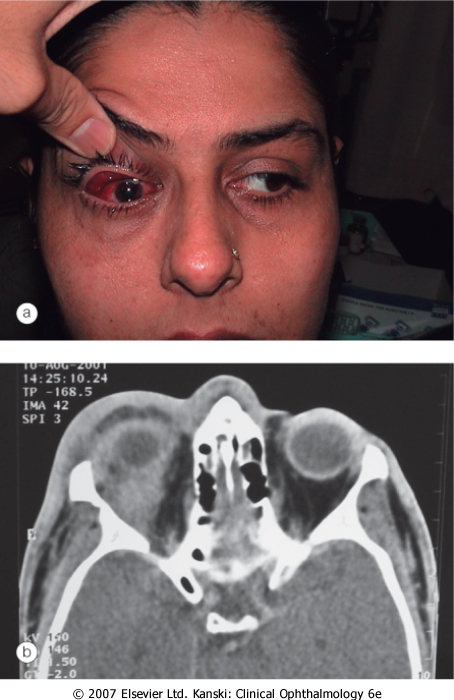 a
10-AUG-2001
14:25:10.24
TP -168.5
IMA 42
SPI 3
b
© 2007 Elsevier Ltd. Kanski: Clinical Ophthalmology 6e